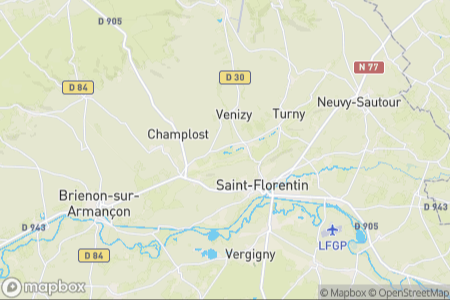 D 905
N 77
D 30
D 84
Neuvy-Sautour
Venizy
Turny
Champlost
Saint-Florentin
Brienon-sur-
Armançon
D 943
D 943
D 905
D 84
Vergigny
LFGP
mapbox
© Mapbox © OpenStreetMap